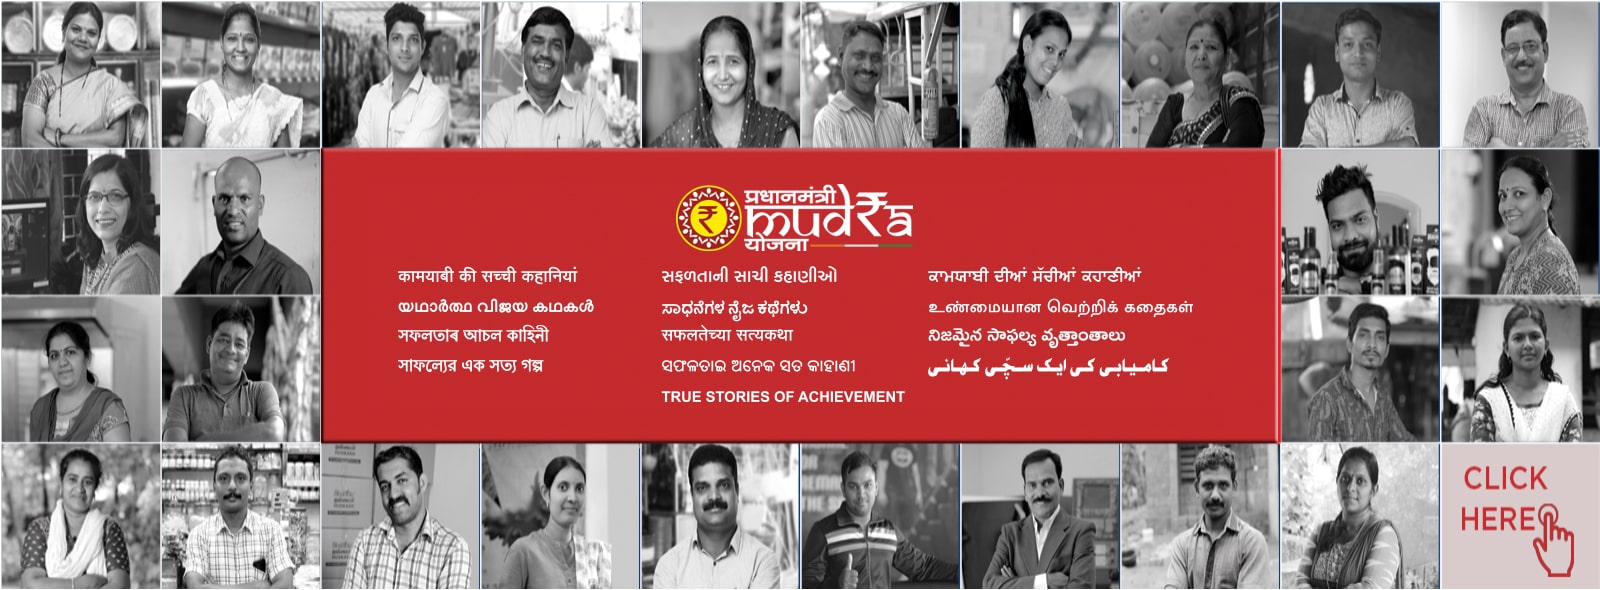 प्रधानमंत्री
mudRa
योजना
कामयाबी की सच्ची कहानियां
യഥാർത്ഥ വിജയ കഥകൾ
সফলতাৰ আচল কাহিনী
সাফল্যের এক সত্য গল্প
સફળતાની સાચી કહાણીઓ
ಸಾಧನೆಗಳ ನೈಜ ಕಥೆಗಳು
सफलतेच्या सत्यकथा
ସଫଳତାଇ ଅନେକ ସତ କାହାଣୀ
TRUE STORIES OF ACHIEVEMENT
ਕਾਮਯਾਬੀ ਦੀਆਂ ਸੱਚੀਆਂ ਕਹਾਣੀਆਂ
உண்மையான வெற்றிக் கதைகள்
నిజమైన సాఫల్య వృత్తాంతాలు
کامیابی کی ایک سچّی کہانی
CLICK
HERE